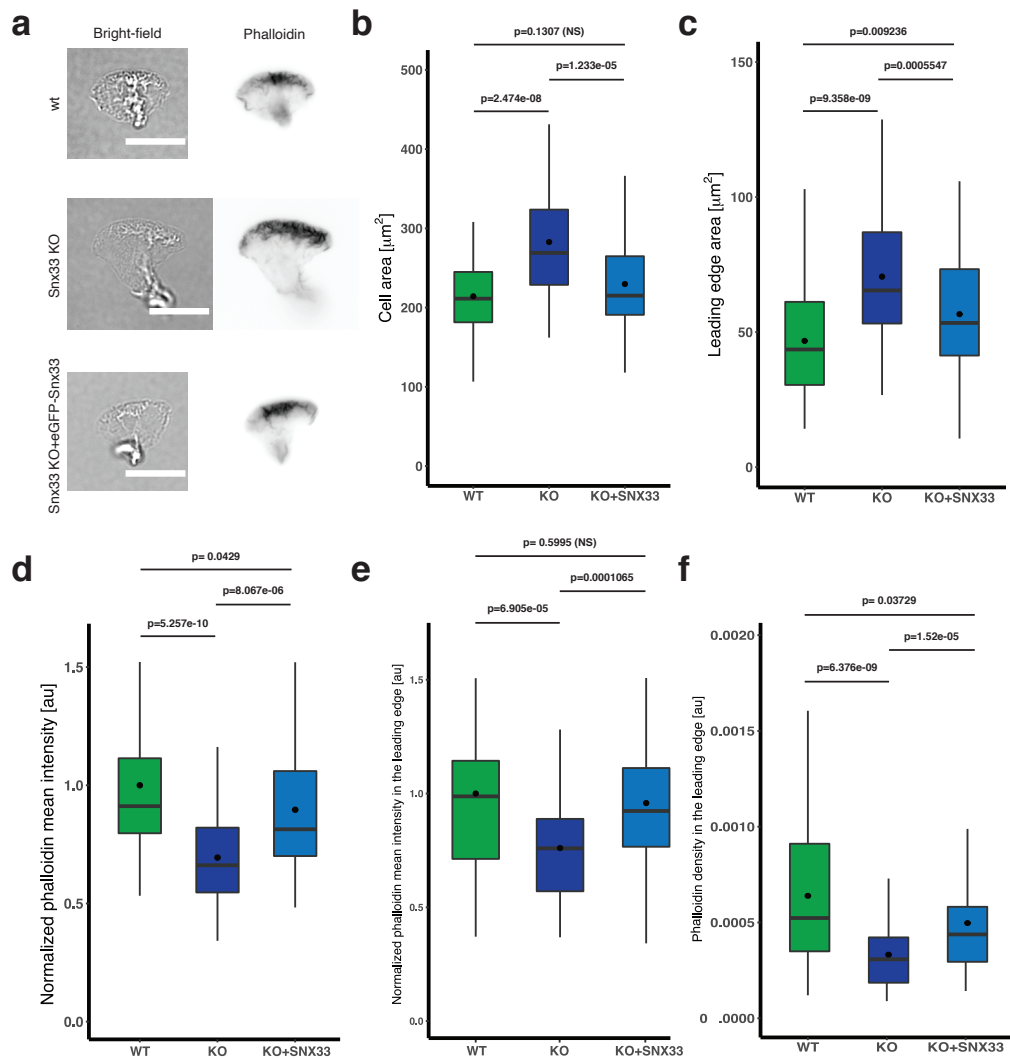 a
Bright-field
Phalloidin
wt
Snx33 KO
Snx33 KO+eGFP-Snx33
b
p=0.1307 (NS)
p=1.233e-05
p=2.474e-08
Cell area [μm²]
500
400
300
200
100
0
WT
KO
KO+SNX33
c
p=0.009236
p=0.0005547
p=9.358e-09
Leading edge area [μm²]
150
100
50
0
WT
KO
KO+SNX33
d
p= 0.0429
p=8.067e-06
p=5.257e-10
Normalized phalloidin mean intensity [au]
1.5
1.0
0.5
0.0
WT
KO
KO+SNX33
e
p= 0.5995 (NS)
p=0.0001065
p=6.905e-05
Normalized phalloidin mean intensity in the leading edge [au]
1.5
1.0
0.5
0.0
WT
KO
KO+SNX33
f
p= 0.03729
p=1.52e-05
p=6.376e-09
Phalloidin density in the leading edge [au]
0.0020
0.0015
0.0010
0.0005
0 .0000
WT
KO
KO+SNX33